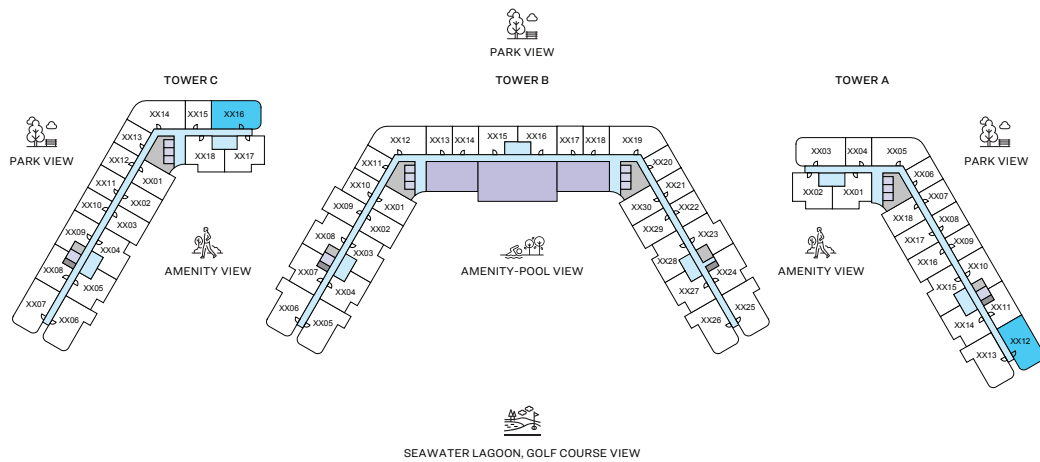 PARK VIEW
TOWER C
TOWER B
TOWER A
PARK VIEW
PARK VIEW
AMENITY VIEW
AMENITY-POOL VIEW
AMENITY VIEW
SEAWATER LAGOON, GOLF COURSE VIEW
XX14
XX15
XX16
XX13
XX18
XX17
XX12
XX01
XX11
XX02
XX10
XX03
XX09
XX04
XX08
XX05
XX07
XX06
XX12
XX13
XX14
XX15
XX16
XX17
XX18
XX19
XX11
XX20
XX10
XX01
XX30
XX21
XX09
XX02
XX29
XX22
XX08
XX03
XX28
XX23
XX07
XX04
XX27
XX24
XX06
XX05
XX26
XX25
XX03
XX04
XX05
XX02
XX01
XX06
XX07
XX18
XX08
XX17
XX09
XX16
XX10
XX15
XX11
XX14
XX12
XX13